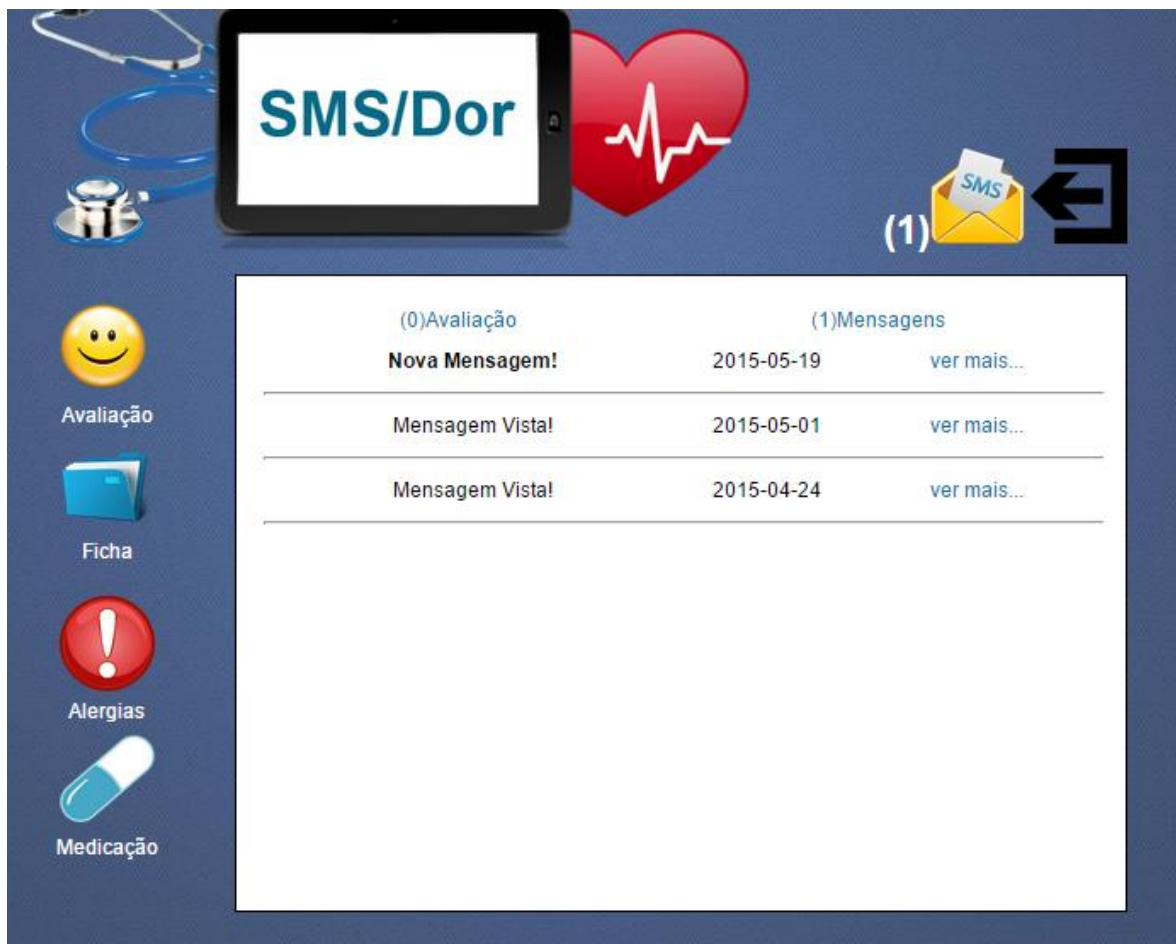 SMS/Dor
SMS
(1)
(0)Avaliação (1)Mensagens
Nova Mensagem! 2015-05-19 ver mais...
Mensagem Vista! 2015-05-01 ver mais...
Mensagem Vista! 2015-04-24 ver mais...
Avaliação
Ficha
Alergias
Medicação